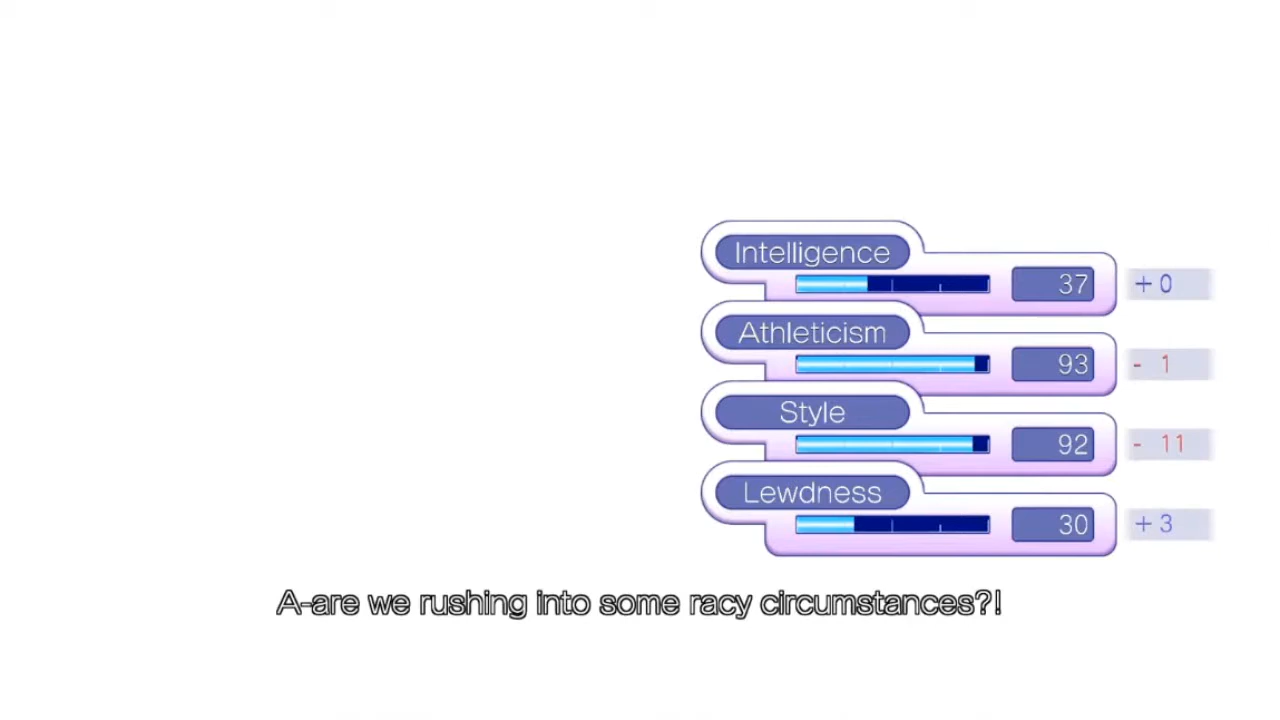 Intelligence
37 +0
Athleticism
93 - 1
Style
92 - 11
Lewdness
30 +3
A-are we rushing into some racy circumstances?!